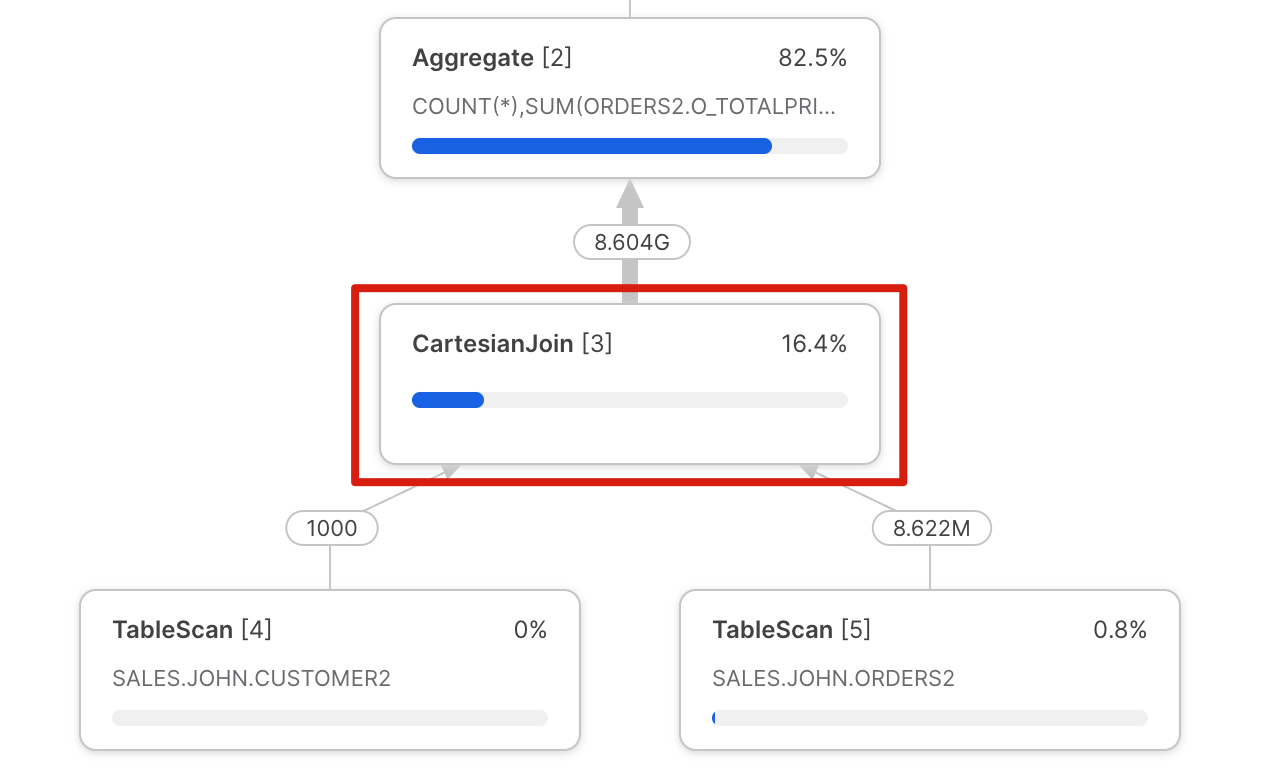 Aggregate [2] 82.5%
COUNT(*),SUM(ORDERS2.O_TOTALPRI...
8.604G
CartesianJoin [3] 16.4%
1000
8.622M
TableScan [4] 0%
SALES.JOHN.CUSTOMER2
TableScan [5] 0.8%
SALES.JOHN.ORDERS2